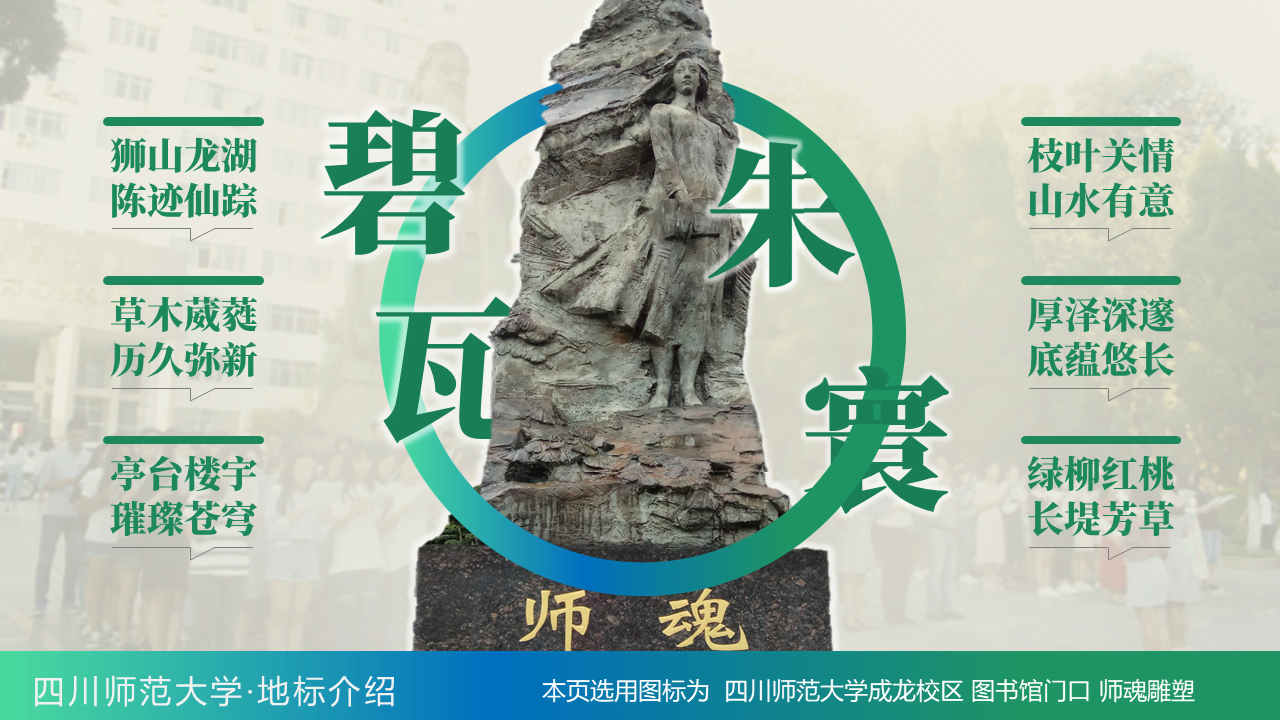 狮山龙湖
陈迹仙踪
草木葳蕤
历久弥新
亭台楼宇
璀璨苍穹
碧瓦
朱寰
枝叶关情
山水有意
厚泽深邃
底蕴悠长
绿柳红桃
长堤芳草
师魂
四川师范大学·地标介绍
本页选用图标为 四川师范大学成龙校区 图书馆门口 师魂雕塑